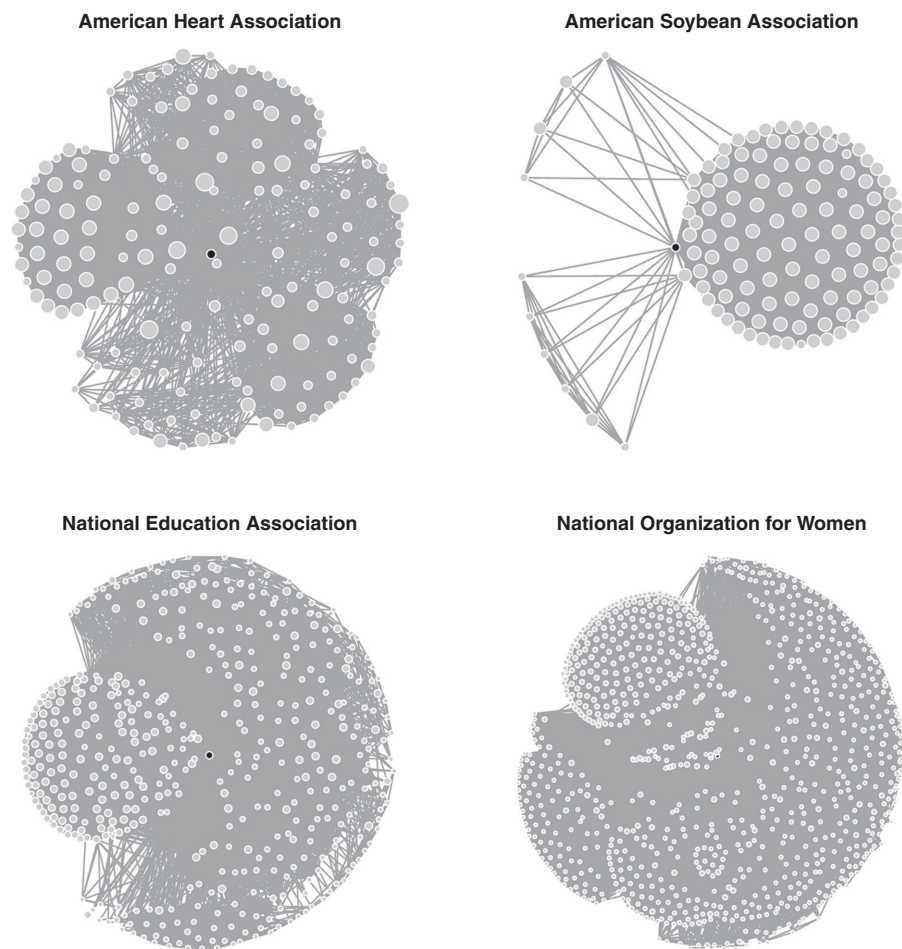 American Heart Association
American Soybean Association
National Education Association
National Organization for Women